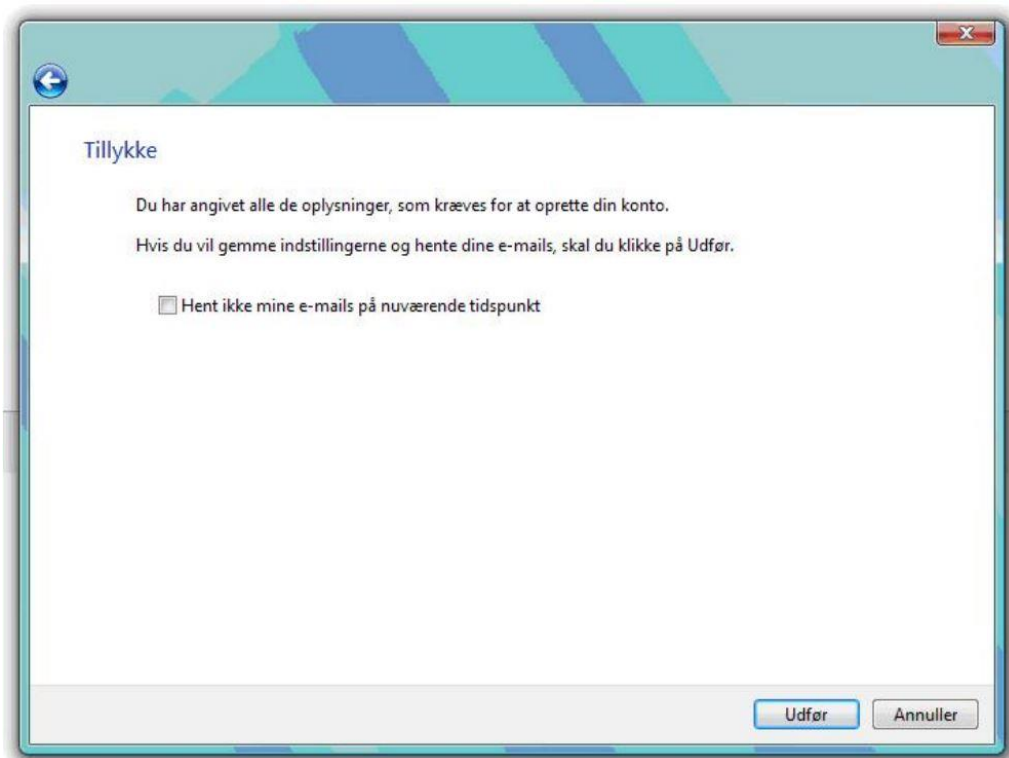 Tillykke
Du har angivet alle de oplysninger, som kræves for at oprette din konto.
Hvis du vil gemme indstillingerne og hente dine e-mails, skal du klikke på Udfør.
Hent ikke mine e-mails på nuværende tidspunkt
Udfør
Annuller